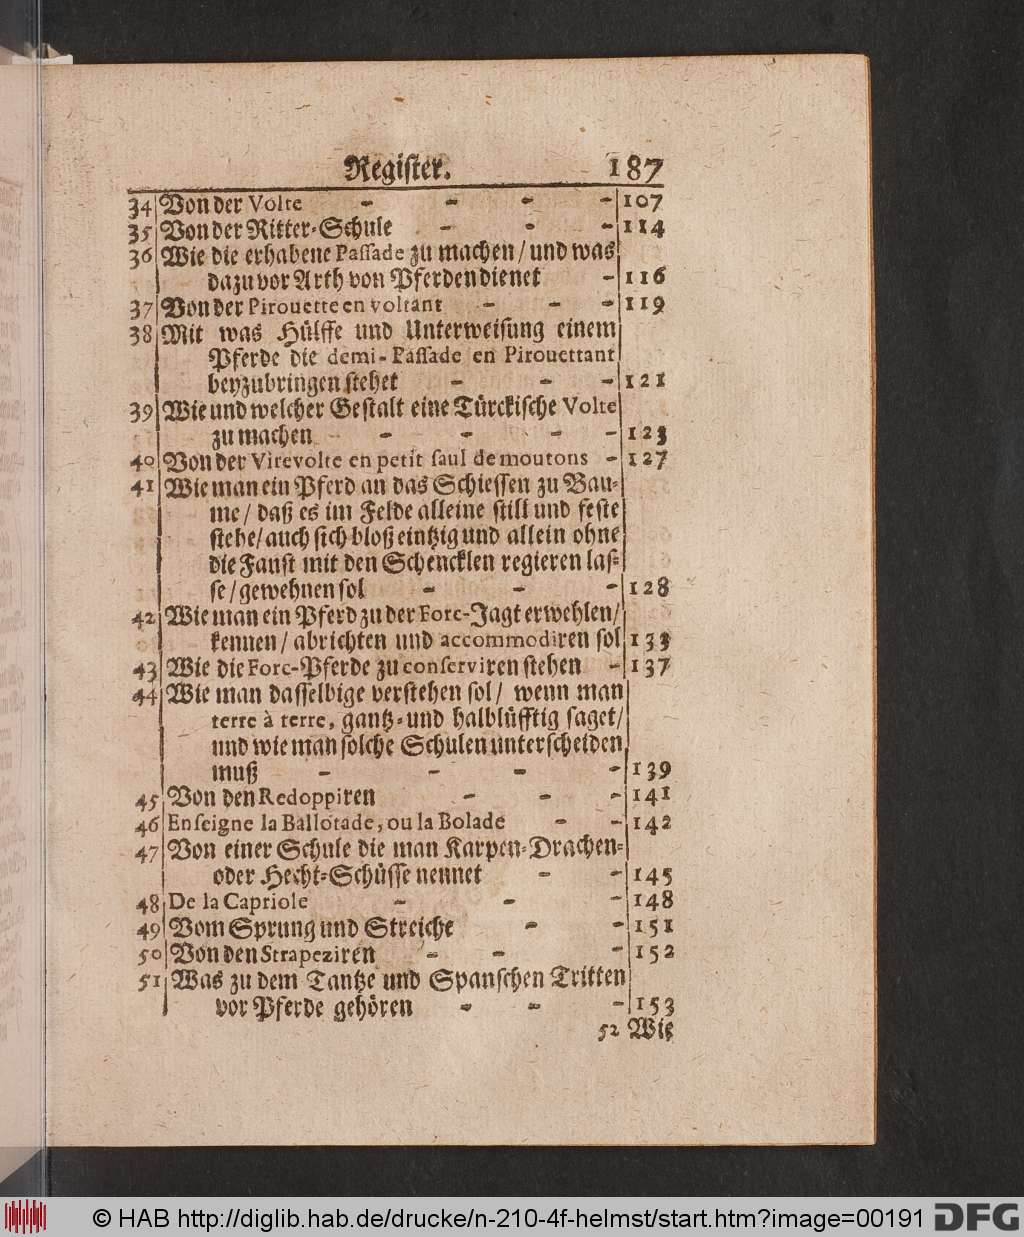 Regiſter. 187
34 Von der Volte - - - - 107
35 Von der Ritter-Schule - - - 114
36 Wie die erhabene Paſſade zu machen / und was
dazu vor Arth von Pferden dienet - 116
37 Von der Pirouette en voltant - - - 119
38 Mit was Hülffe und Unterweiſung einem
Pferde die demi-Paſſade en Pirouettant
beyzubringen ſtehet - - - 121
39 Wie und welcher Geſtalt eine Türckiſche Volte
zu machen - - - - 123
40 Von der Virevolte en petit ſaul de moutons - 127
41 Wie man ein Pferd an das Schieſſen zu Bau-
me / daß es im Felde alleine ſtill und feſte
ſtehe / auch ſich bloß eintzig und allein ohne
die Fauſt mit den Schencklen regieren laſ-
ſe / gewehnen ſol - - - 128
42 Wie man ein Pferd zu der Forc-Jagt erwehlen /
kennen / abrichten und accommodiren ſol 133
43 Wie die Forc-Pferde zu conſerviren ſtehen - 137
44 Wie man daſſelbige verſtehen ſol / wenn man
terre à terre, gantz- und halblüfftig ſaget /
und wie man ſolche Schulen unterſcheiden
muß - - - - 139
45 Von den Redoppiren - - - 141
46 Enſeigne la Ballotade, ou la Bolade - - 142
47 Von einer Schule die man Karpen-Drachen-
oder Hecht-Schüſſe nennet - - 145
48 De la Capriole - - - 148
49 Vom Sprung und Streiche - - 151
50 Von den Strapeziren - - - 152
51 Was zu dem Tantze und Spanſchen Tritten
vor Pferde gehören - - - 153
52 Wie
© HAB http://diglib.hab.de/drucke/n-210-4f-helmst/start.htm?image=00191 DFG